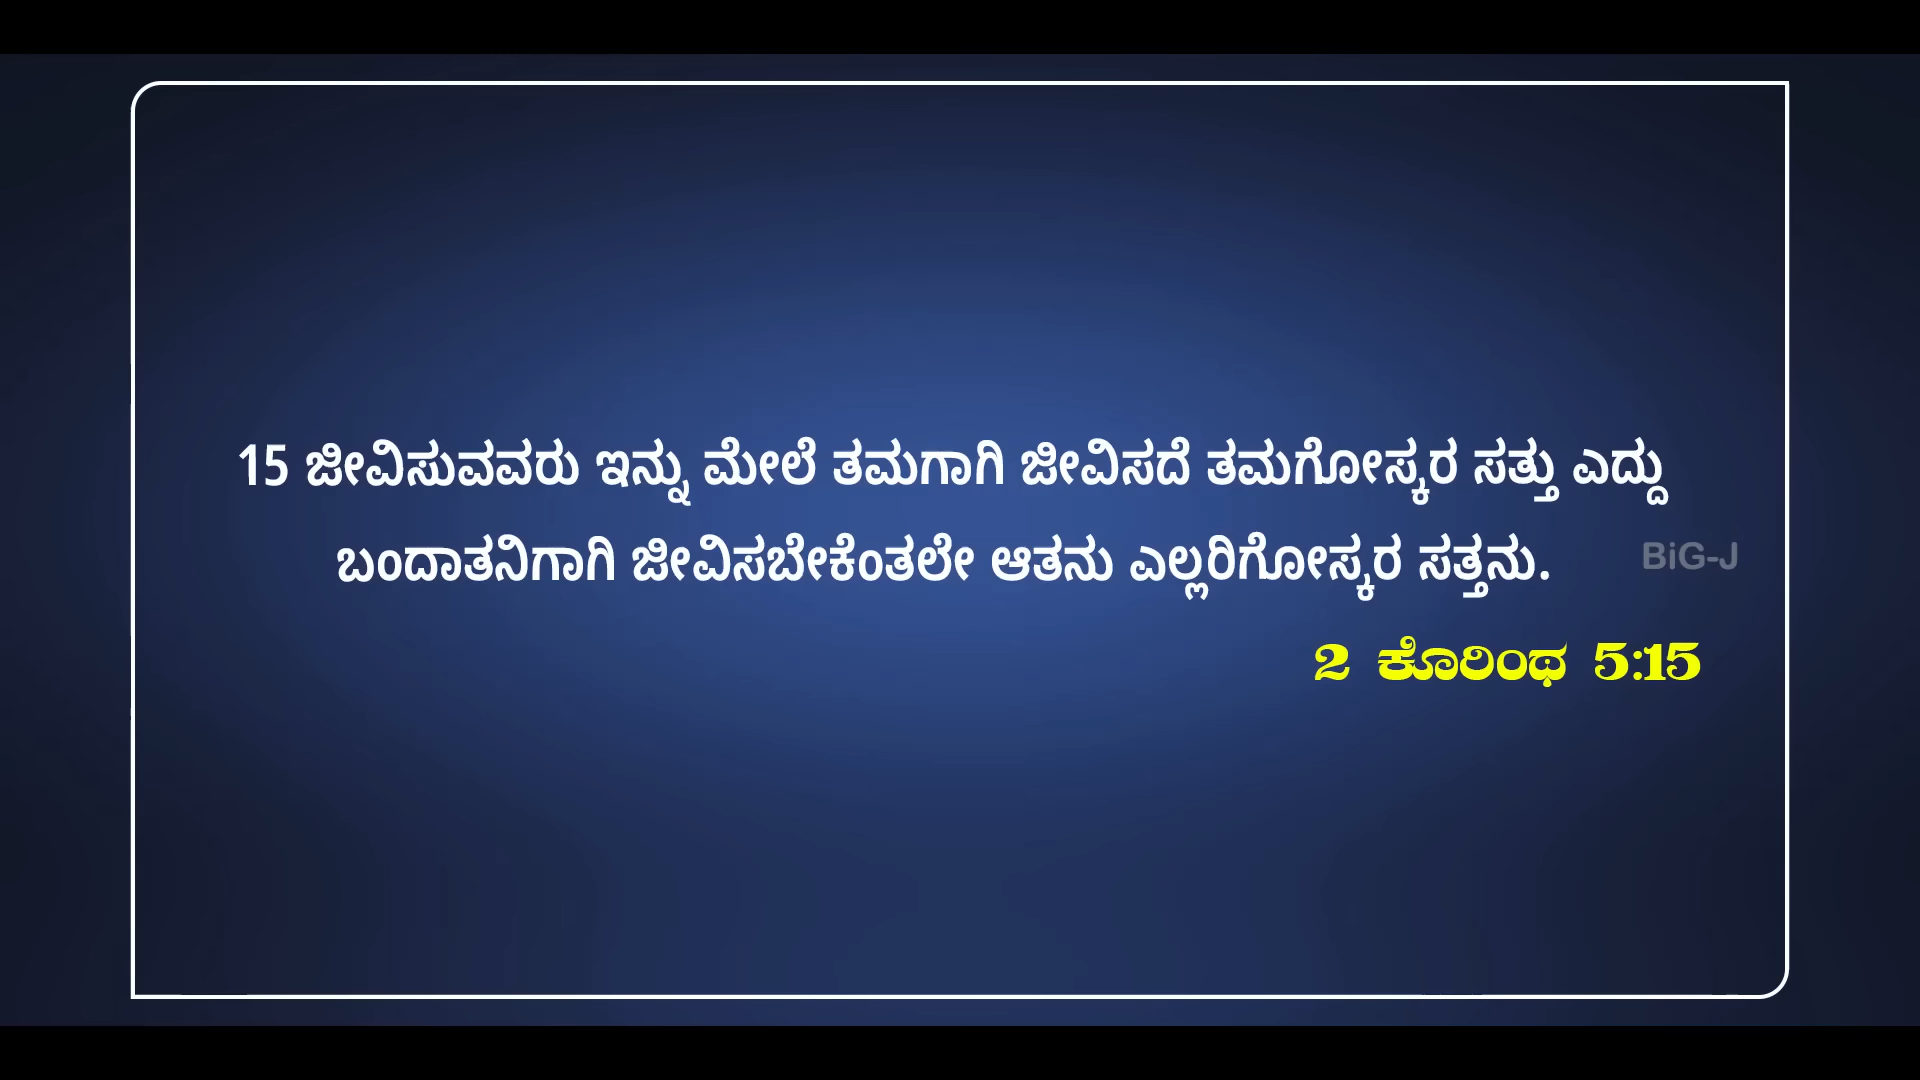 15 ಜೀವಿಸುವವರು ಇನ್ನು ಮೇಲೆ ತಮಗಾಗಿ ಜೀವಿಸದೆ ತಮಗೋಸ್ಕರ ಸತ್ತು ಎದ್ದು
ಬಂದಾತನಿಗಾಗಿ ಜೀವಿಸಬೇಕೆಂತಲೇ ಆತನು ಎಲ್ಲರಿಗೋಸ್ಕರ ಸತ್ತನು.
BiG-J
2 ಕೊರಿಂಥ 5:15